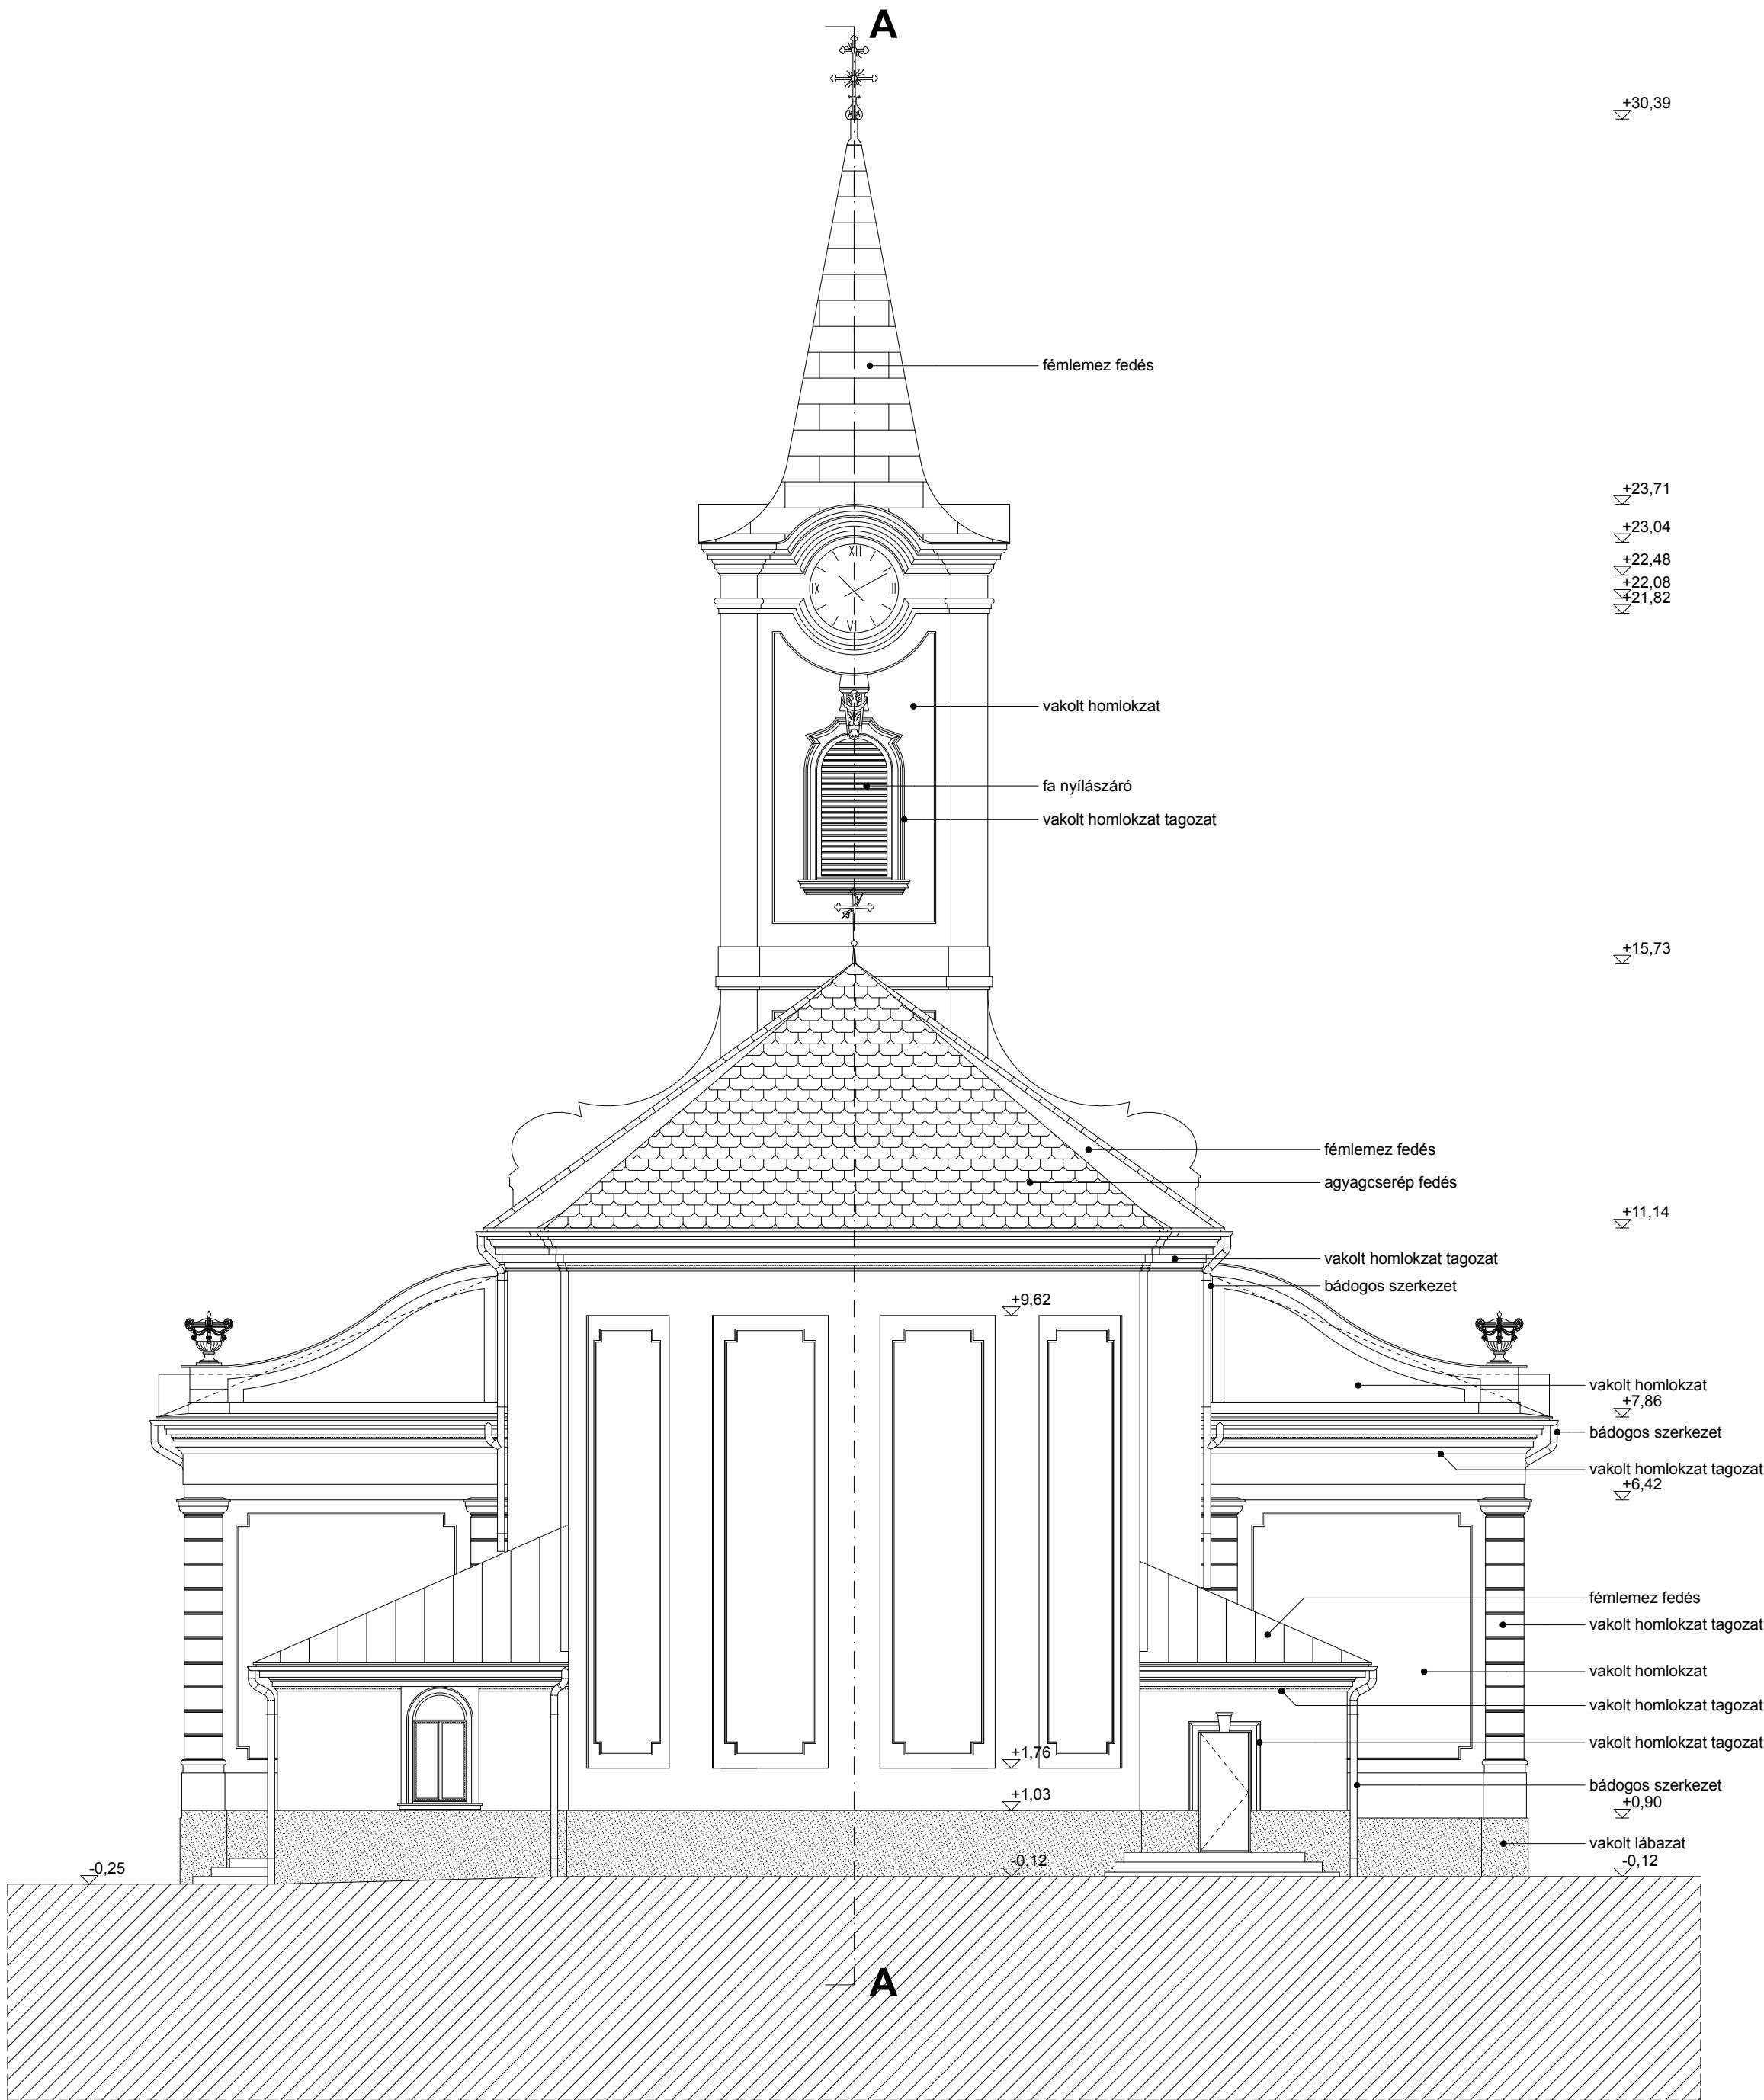 A
+30,39
fémlemez fedés
+23,71
+23,04
XII
+22,48
IX
III
+22,08
+21,82
VI
vakolt homlokzat
fa nyílászáró
vakolt homlokzat tagozat
+15,73
fémlemez fedés
agyagcserép fedés
+11,14
vakolt homlokzat tagozat
bádogos szerkezet
+9,62
vakolt homlokzat
+7,86
bádogos szerkezet
vakolt homlokzat tagozat
+6,42
fémlemez fedés
vakolt homlokzat tagozat
vakolt homlokzat
vakolt homlokzat tagozat
vakolt homlokzat tagozat
+1,76
bádogos szerkezet
+1,03
+0,90
vakolt lábazat
-0,25
-0,12
-0,12
A